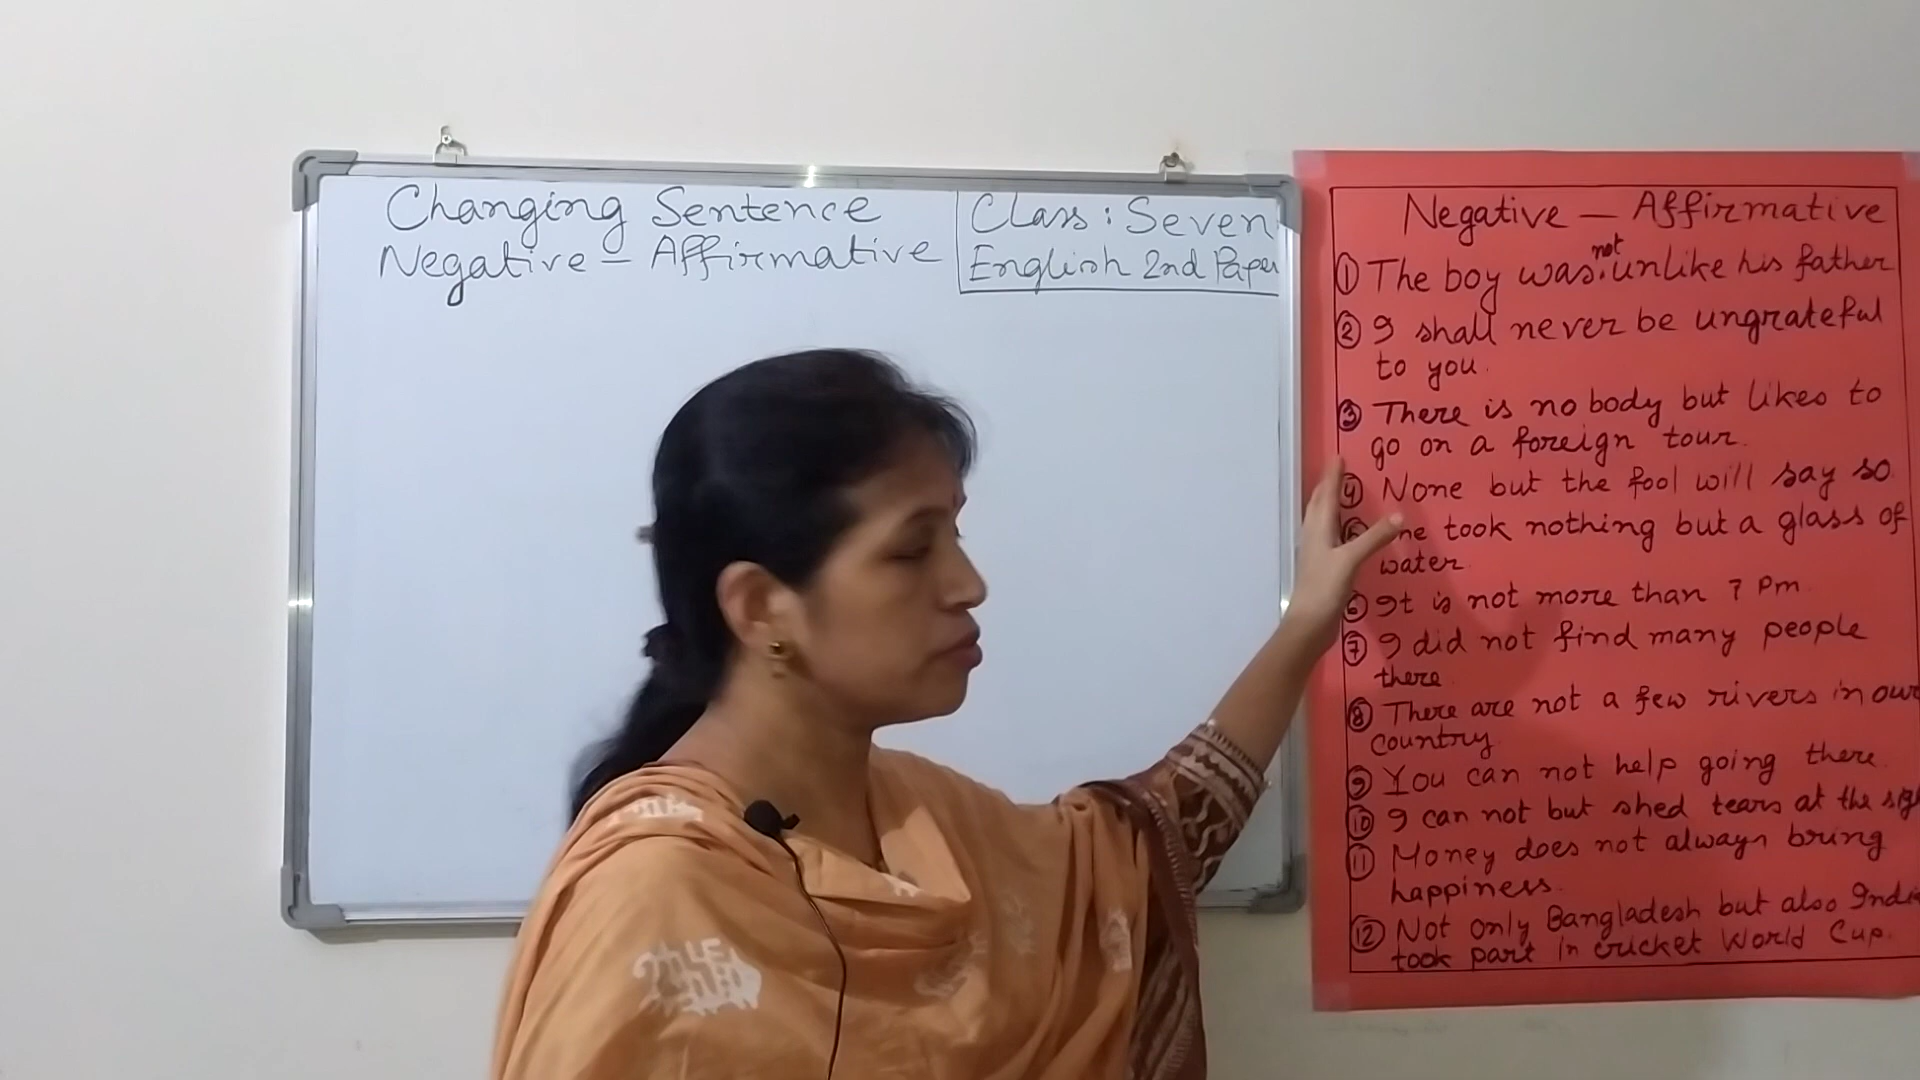 Changing Sentence
Negative – Affirmative
Class : Seven
English 2nd Paper
Negative – Affirmative
① The boy was not unlike his father
② I shall never be ungrateful
to you.
③ There is nobody but likes to
go on a foreign tour.
④ None but the fool will say so.
took nothing but a glass of
water.
⑥ It is not more than 7 Pm.
⑦ I did not find many people
there.
⑧ There are not a few rivers in our
country.
⑨ You can not help going there.
⑩ I can not but shed tears at the
⑪ Money does not always bring
happiness.
⑫ Not only Bangladesh but also
took part in cricket World Cup.